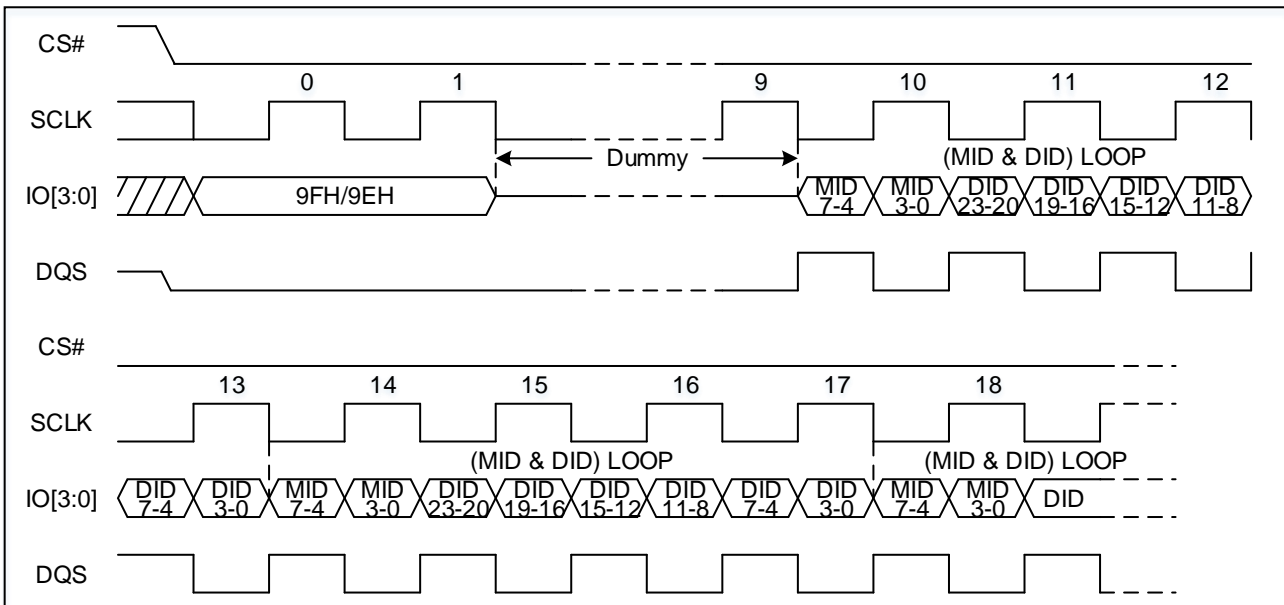 CS#
0 1 9 10 11 12
SCLK
Dummy (MID & DID) LOOP
IO[3:0] 9FH/9EH MID 7-4 MID 3-0 DID 23-20 DID 19-16 DID 15-12 DID 11-8
DQS
CS#
13 14 15 16 17 18
SCLK
(MID & DID) LOOP (MID & DID) LOOP
IO[3:0] DID 7-4 DID 3-0 MID 7-4 MID 3-0 DID 23-20 DID 19-16 DID 15-12 DID 11-8 DID 7-4 DID 3-0 MID 7-4 MID 3-0 DID
DQS